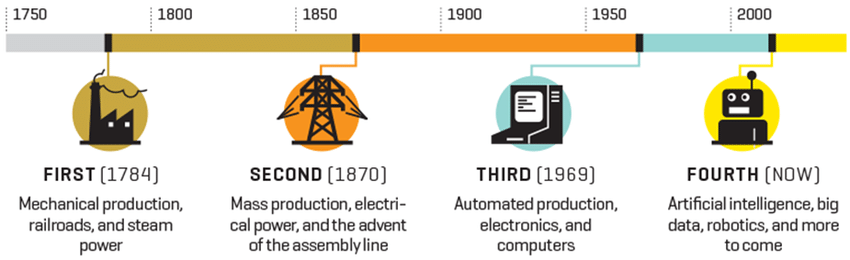 1750 1800 1850 1900 1950 2000
FIRST (1784)
Mechanical production,
railroads, and steam
power
SECOND (1870)
Mass production, electri-
cal power, and the advent
of the assembly line
THIRD (1969)
Automated production,
electronics, and
computers
FOURTH (NOW)
Artificial intelligence, big
data, robotics, and more
to come